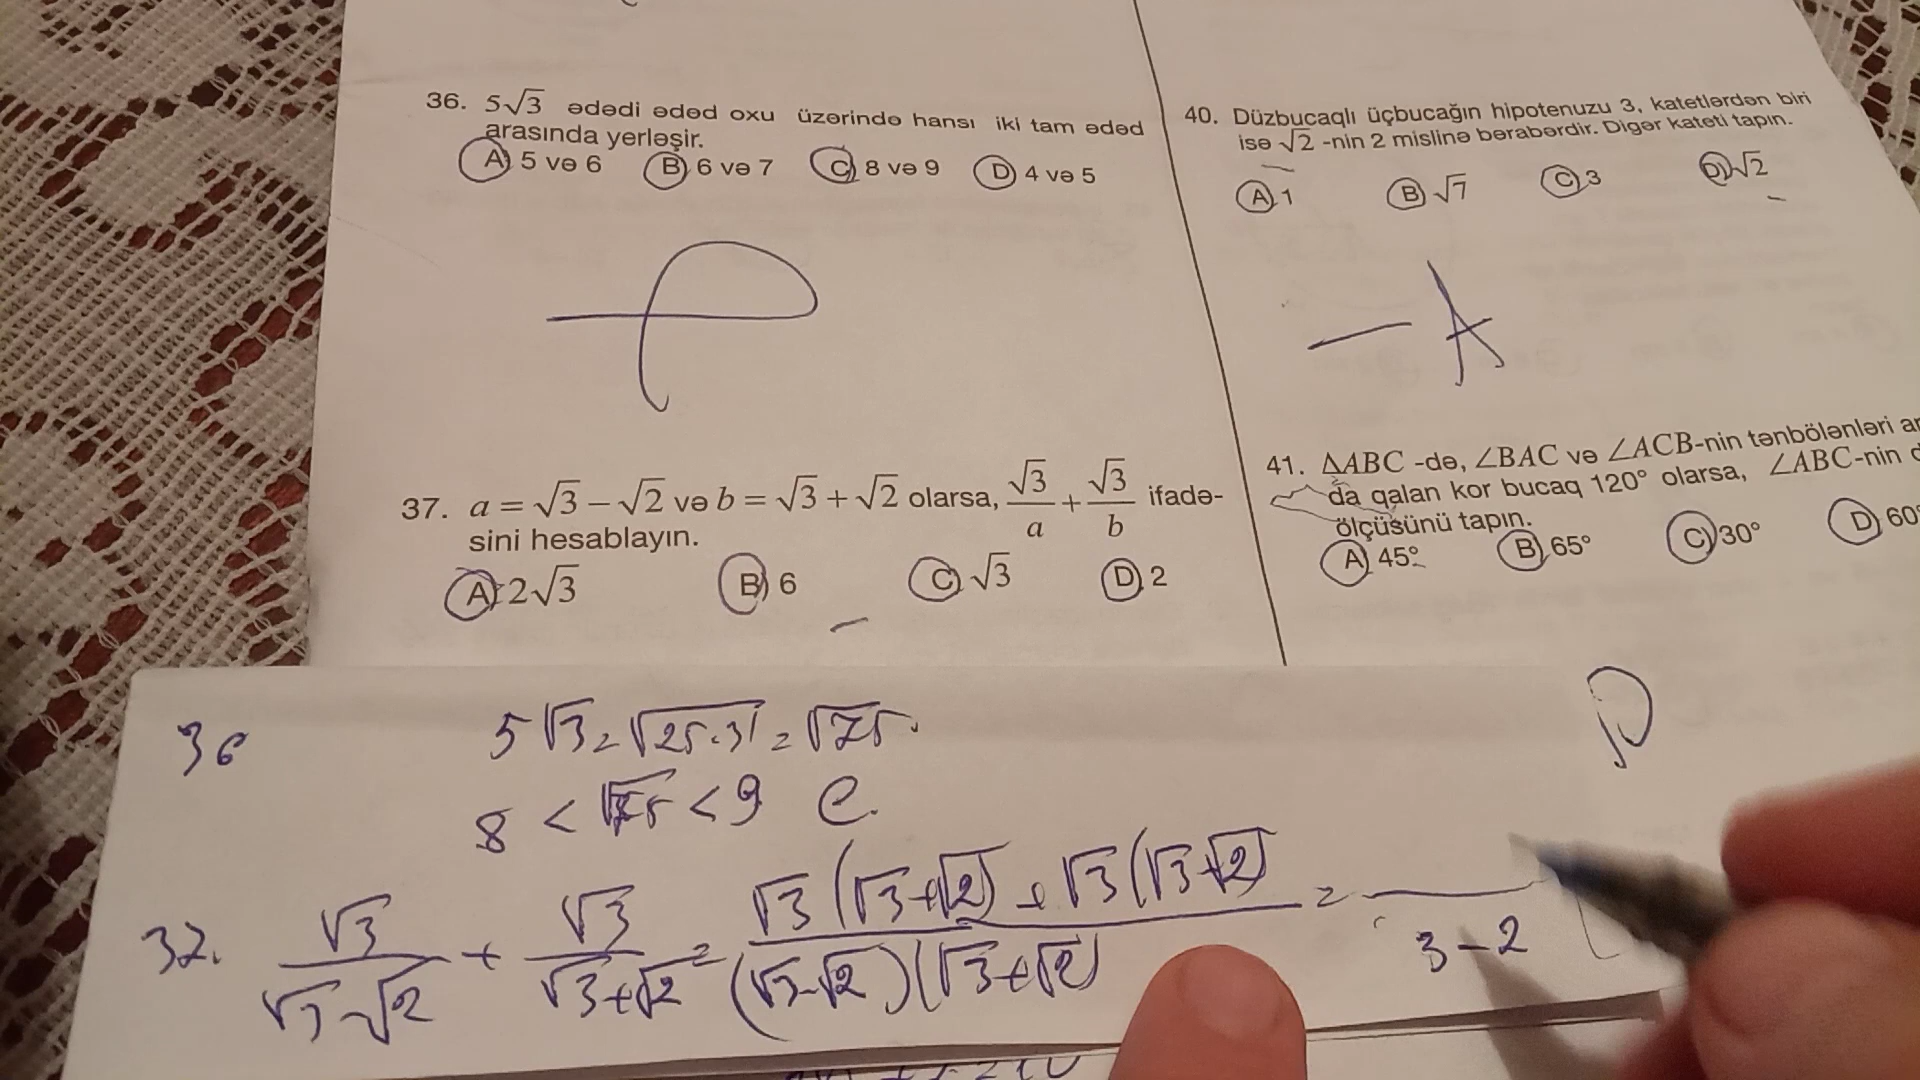 36. 5√3 ədədi ədəd oxu üzərində hansı iki tam ədəd
arasında yerləşir.
A) 5 və 6 B) 6 və 7 C) 8 və 9 D) 4 və 5
C
37. a = √3 − √2 və b = √3 + √2 olarsa, √3/a + √3/b ifadə-
sini hesablayın.
A) 2√3 B) 6 C) √3 D) 2
40. Düzbucaqlı üçbucağın hipotenuzu 3, katetlərdən biri
isə √2 -nin 2 mislinə bərabərdir. Digər kateti tapın.
A) 1 B) √7 C) 3 D) √2
– A
41. ΔABC -də, ∠BAC və ∠ACB-nin tənbölənləri
da qalan kor bucaq 120° olarsa, ∠ABC-nin
ölçüsünü tapın.
A) 45° B) 65° C) 30° D) 60°
D
36 5√3 = √25·3 = √75.
8 < √75 < 9 C.
37. √3/(√3−√2) + √3/(√3+√2) = (√3(√3+√2) + √3(√3−√2))/((√3−√2)(√3+√2)) = /(3−2)